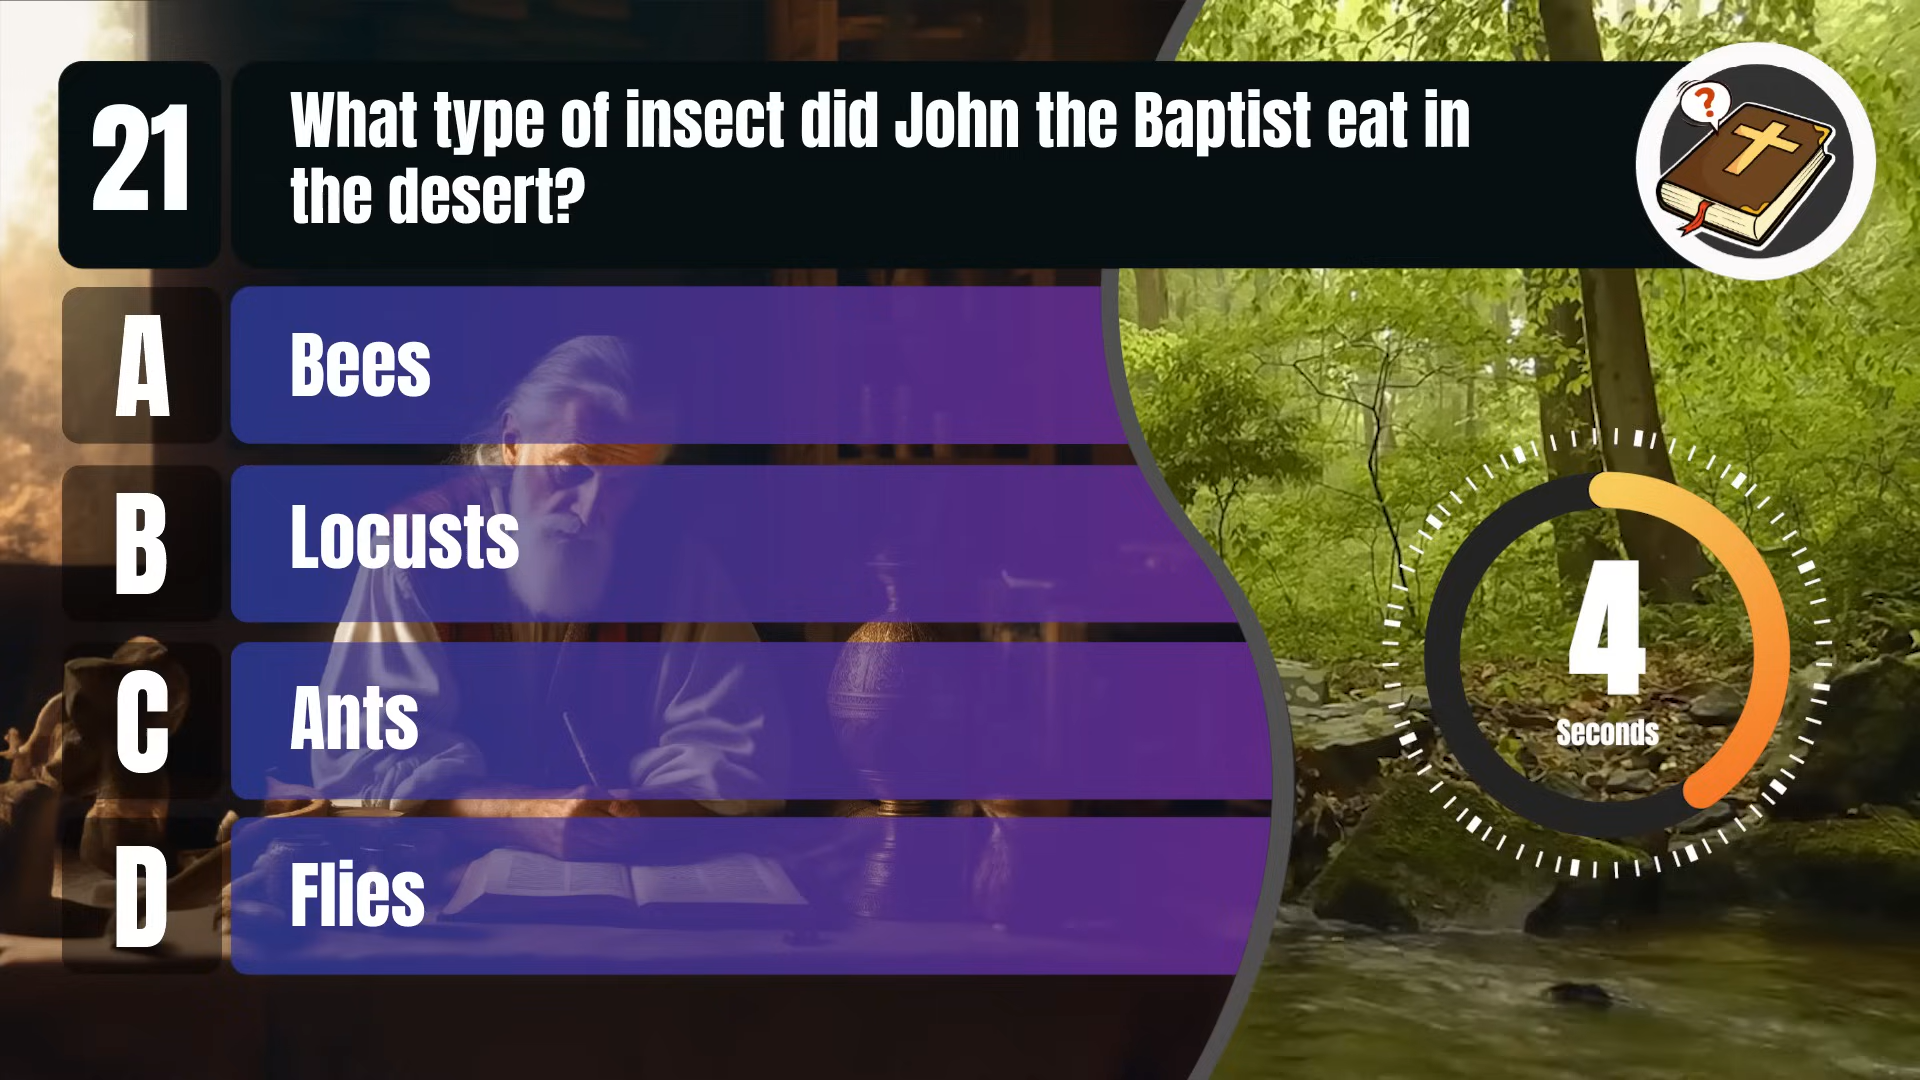 21
What type of insect did John the Baptist eat in
the desert?
?
A
Bees
B
Locusts
C
Ants
D
Flies
4
Seconds